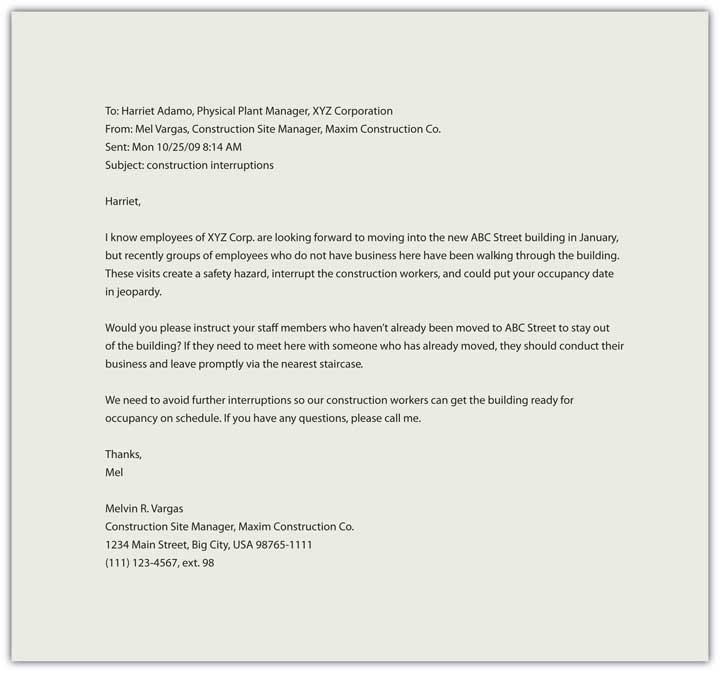 To: Harriet Adamo, Physical Plant Manager, XYZ Corporation
From: Mel Vargas, Construction Site Manager, Maxim Construction Co.
Sent: Mon 10/25/09 8:14 AM
Subject: construction interruptions
Harriet,
I know employees of XYZ Corp. are looking forward to moving into the new ABC Street building in January,
but recently groups of employees who do not have business here have been walking through the building.
These visits create a safety hazard, interrupt the construction workers, and could put your occupancy date
in jeopardy.
Would you please instruct your staff members who haven’t already been moved to ABC Street to stay out
of the building? If they need to meet here with someone who has already moved, they should conduct their
business and leave promptly via the nearest staircase.
We need to avoid further interruptions so our construction workers can get the building ready for
occupancy on schedule. If you have any questions, please call me.
Thanks,
Mel
Melvin R. Vargas
Construction Site Manager, Maxim Construction Co.
1234 Main Street, Big City, USA 98765-1111
(111) 123-4567, ext. 98